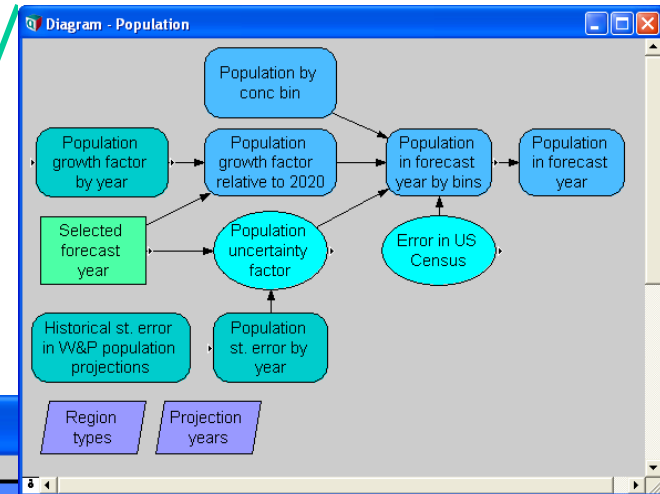 Diagram - Population
Population by
conc bin
Population
growth factor
by year
Population
growth factor
relative to 2020
Population
in forecast
year by bins
Population
in forecast
year
Selected
forecast
year
Population
uncertainty
factor
Error in US
Census
Historical st. error
in W&P population
projections
Population
st. error by
year
Region
types
Projection
years